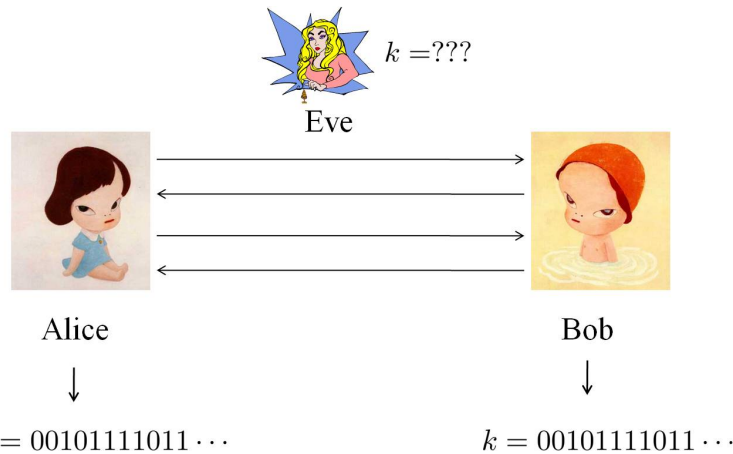 k =???
Eve
Alice
Bob
= 00101111011 ···
k = 00101111011 ···